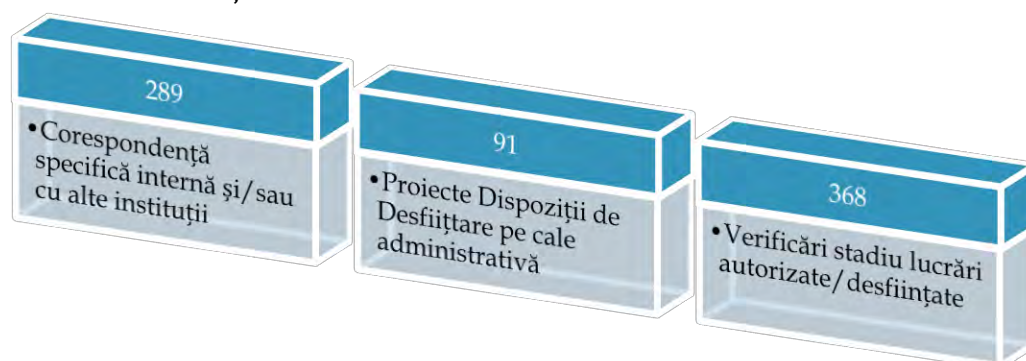 289
•Corespondență
specifică internă și/sau
cu alte instituții
91
•Proiecte Dispoziții de
Desfiițtare pe cale
administrativă
368
•Verificări stadiu lucrări
autorizate/desființate